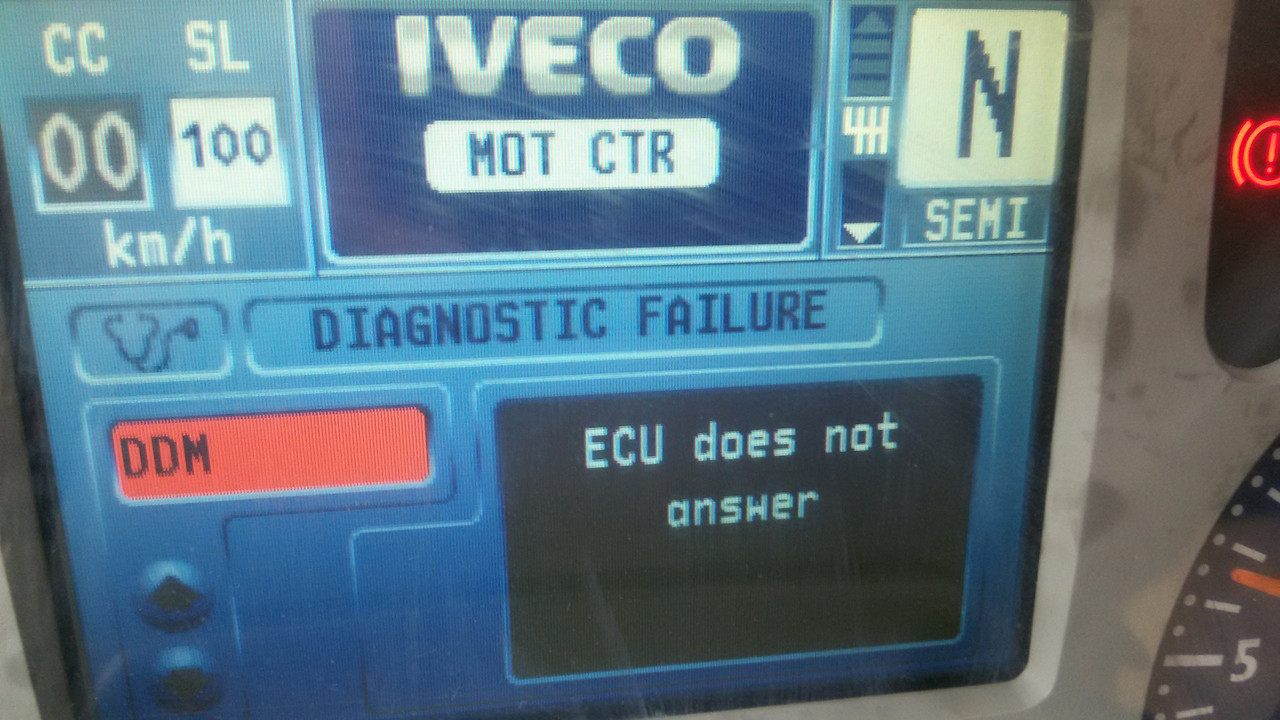 CC SL
00 100
km/h
IVECO
MOT CTR
N
SEMI
DIAGNOSTIC FAILURE
DDM
ECU does not
answer
5